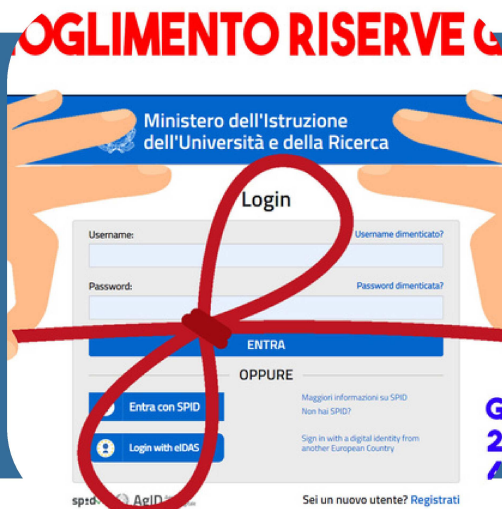 OGLIMENTO RISERVE G
Ministero dell'Istruzione
dell'Università e della Ricerca
Login
Username:
Username dimenticato?
Password:
Password dimenticata?
ENTRA
OPPURE
Entra con SPID
Maggiori informazioni su SPID
Non hai SPID?
Login with eIDAS
Sign in with a digital identity from
another European Country
spid
AgID
Sei un nuovo utente? Registrati
G
2